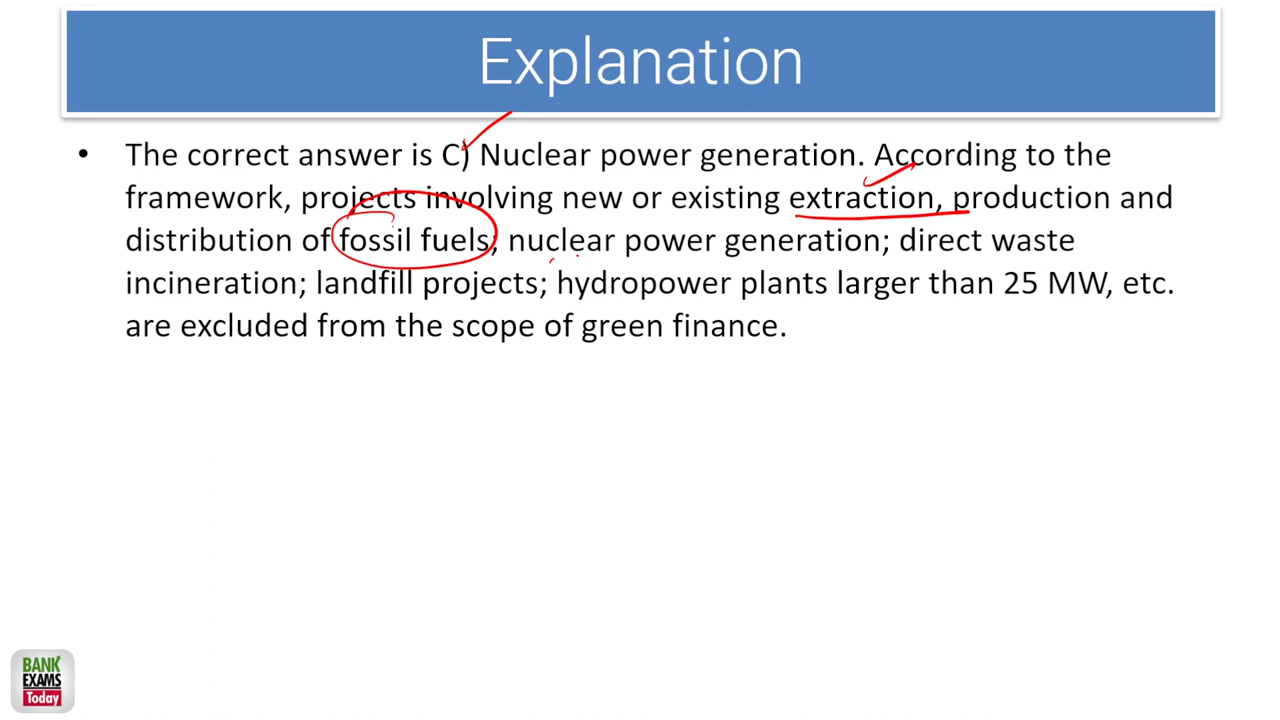 Explanation
• The correct answer is C) Nuclear power generation. According to the
framework, projects involving new or existing extraction, production and
distribution of fossil fuels; nuclear power generation; direct waste
incineration; landfill projects; hydropower plants larger than 25 MW, etc.
are excluded from the scope of green finance.
BANK
EXAMS
Today